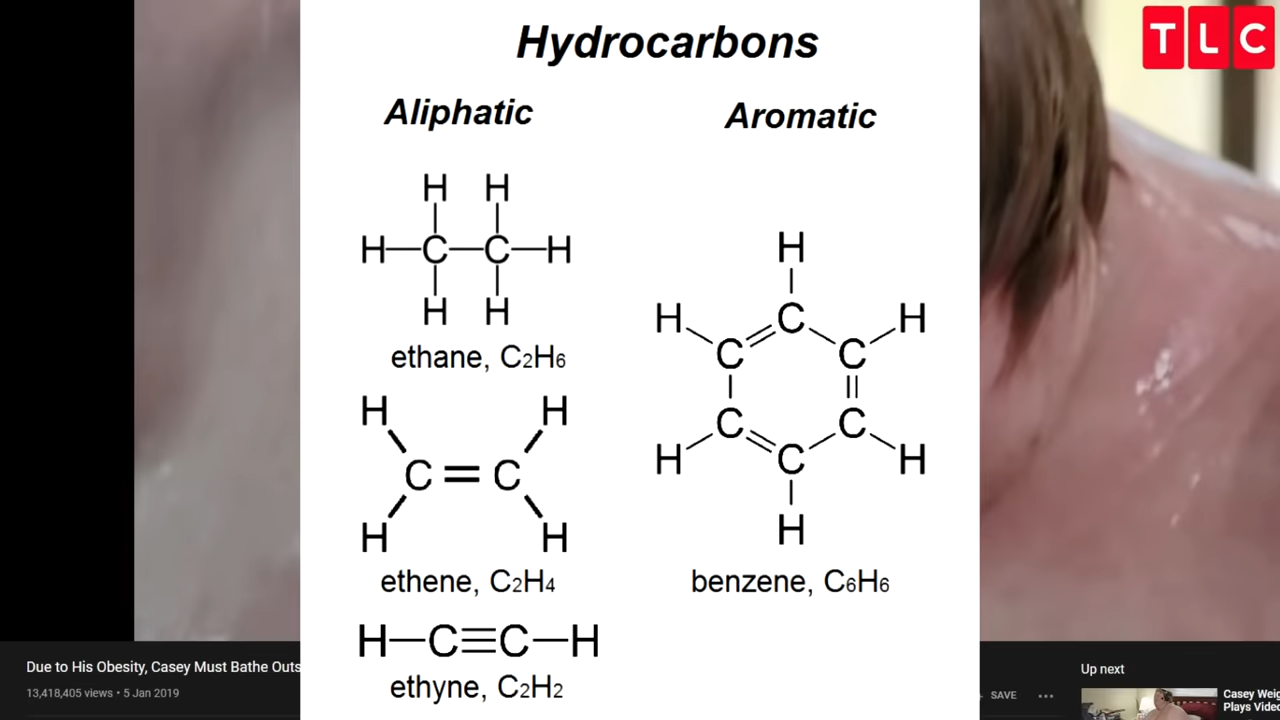 TLC
Hydrocarbons
Aliphatic
Aromatic
H H
H C C H
H H
ethane, C2H6
H H
C C
H H
ethene, C2H4
H C C H
ethyne, C2H2
H
H C H
C C
C C
H C H
H
benzene, C6H6
Due to His Obesity, Casey Must Bathe Outs
13,418,405 views • 5 Jan 2019
SAVE
Up next
Casey Weig
Plays Video